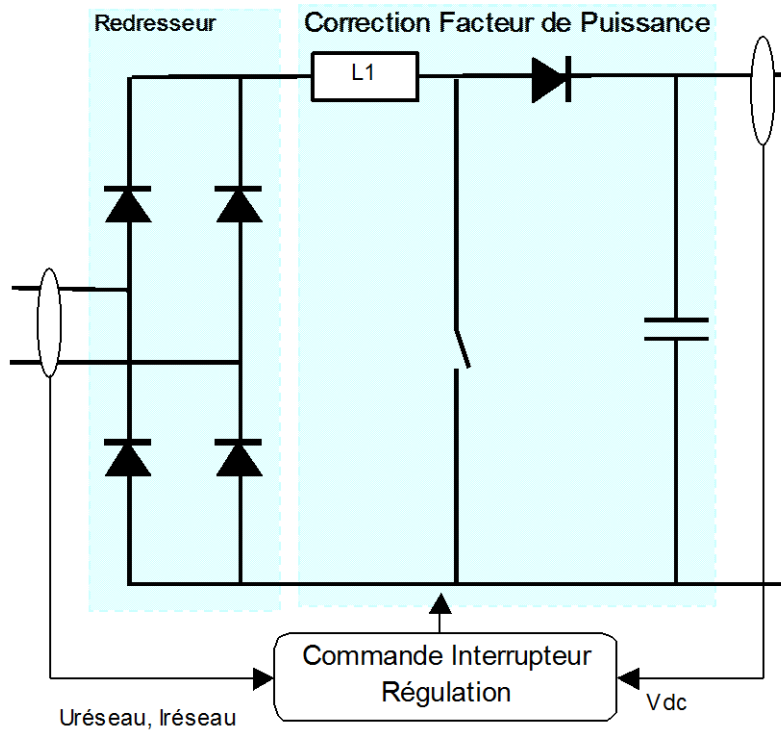 Redresseur
Correction Facteur de Puissance
L1
Commande Interrupteur
Régulation
Uréseau, Iréseau
Vdc